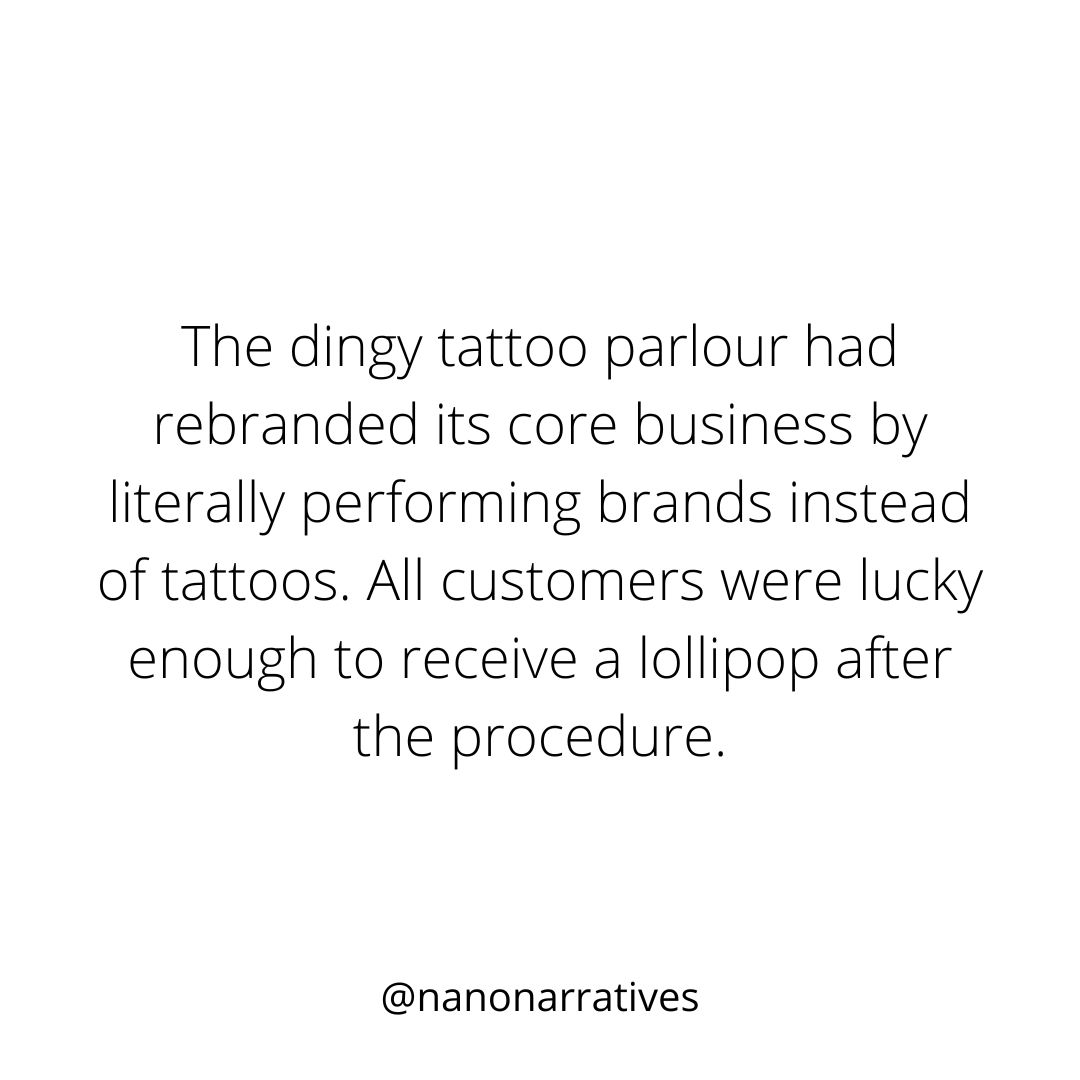 The dingy tattoo parlour had
rebranded its core business by
literally performing brands instead
of tattoos. All customers were lucky
enough to receive a lollipop after
the procedure.
@nanonarratives